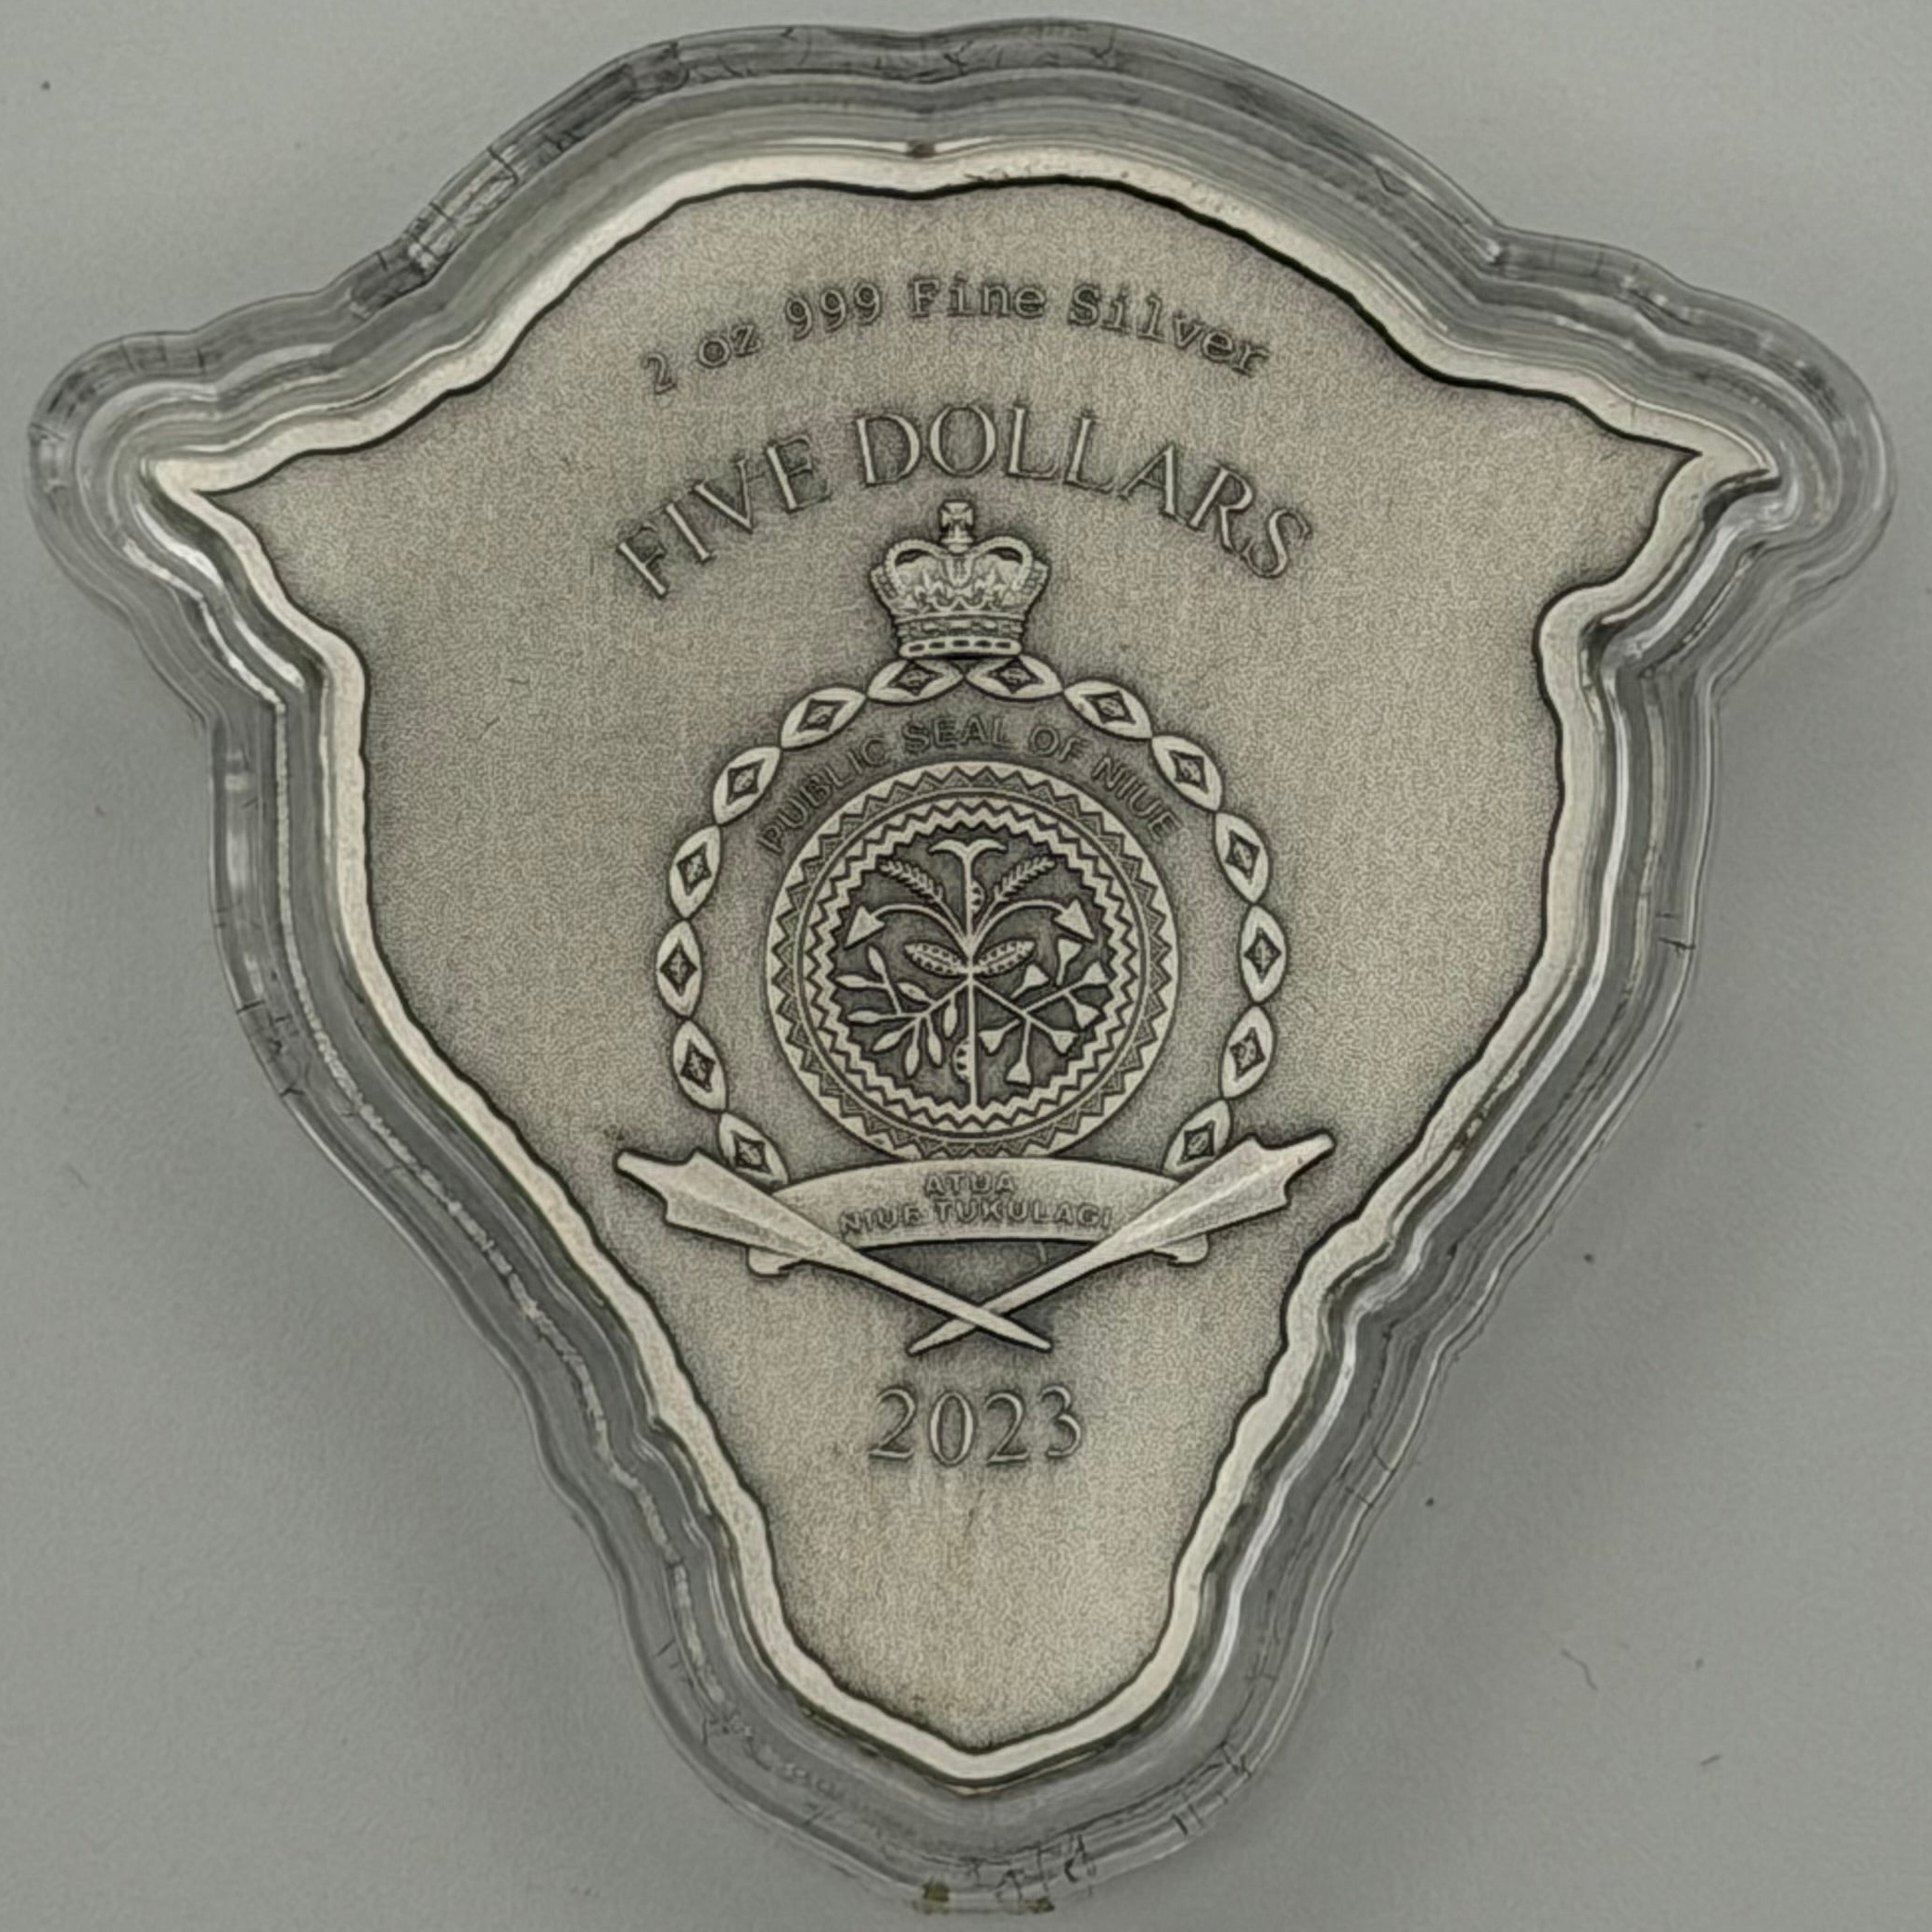 2 oz 999 Fine Silver
FIVE DOLLARS
PUBLIC SEAL OF NIUE
ATUA
NIUE TUKULAGI
2023